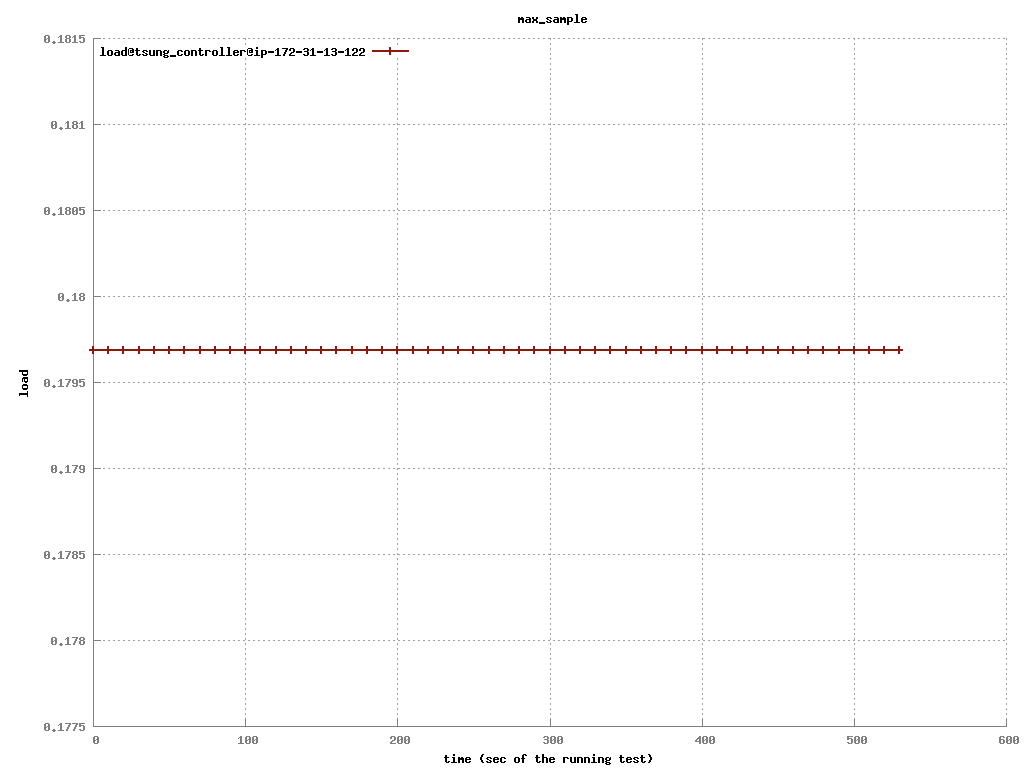 max_sample
0.1815
load@tsung_controller@ip-172-31-13-122
0.181
0.1805
0.18
0.1795
load
0.179
0.1785
0.178
0.1775
0 100 200 300 400 500 600
time (sec of the running test)